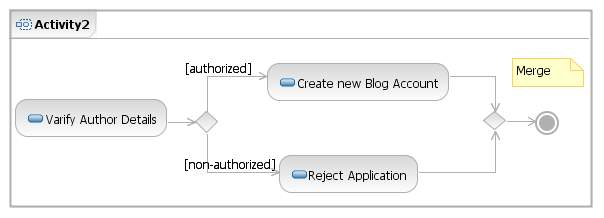 Activity2
[authorized]
Merge
Create new Blog Account
Varify Author Details
[non-authorized]
Reject Application